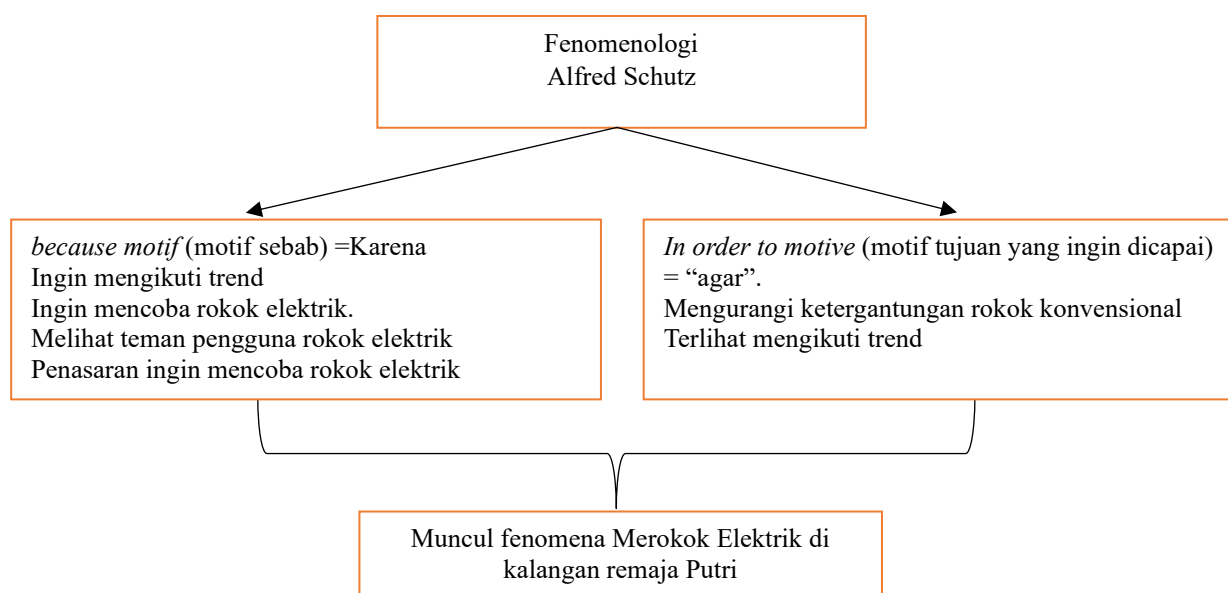 Fenomenologi
Alfred Schutz
because motif (motif sebab) =Karena
Ingin mengikuti trend
Ingin mencoba rokok elektrik.
Melihat teman pengguna rokok elektrik
Penasaran ingin mencoba rokok elektrik
In order to motive (motif tujuan yang ingin dicapai)
= “agar”.
Mengurangi ketergantungan rokok konvensional
Terlihat mengikuti trend
Muncul fenomena Merokok Elektrik di
kalangan remaja Putri